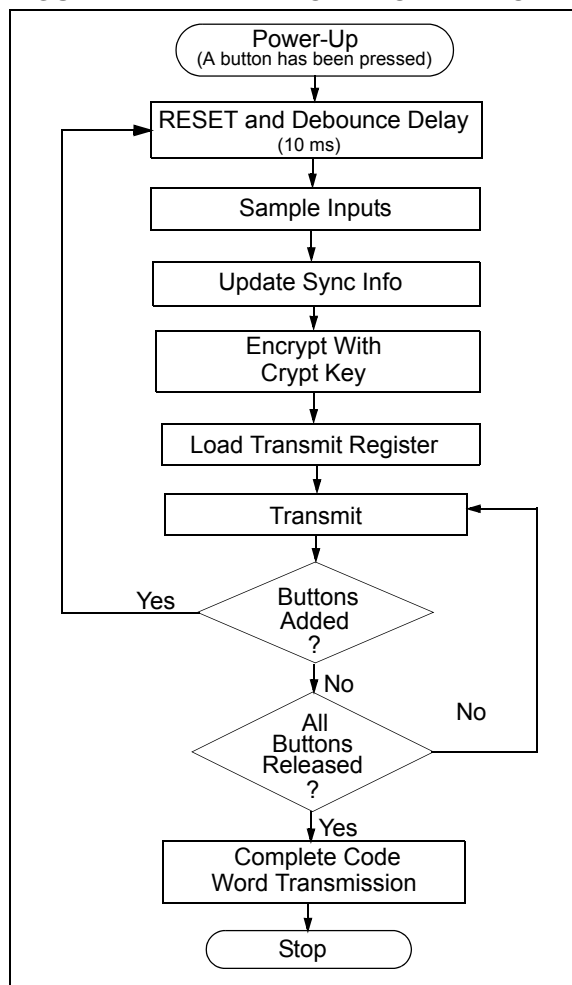 Power-Up
(A button has been pressed)
RESET and Debounce Delay
(10 ms)
Sample Inputs
Update Sync Info
Encrypt With
Crypt Key
Load Transmit Register
Transmit
Yes
Buttons
Added
?
No
All
Buttons
Released
?
No
Yes
Complete Code
Word Transmission
Stop